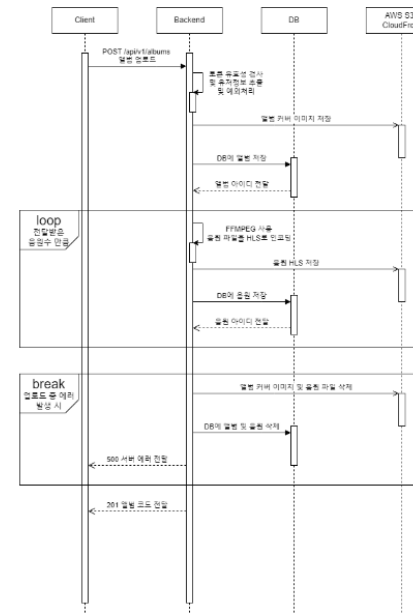 Client
Backend
DB
AWS S3
CloudFro
POST /api/v1/albums
앨범 업로드
토큰 유효성 검사
및 유저정보 추출
및 예외처리
앨범 커버 이미지 저장
DB에 앨범 저장
앨범 아이디 전달
loop
전달받은
음원수 만큼
FFMPEG 사용
음원 파일을 HLS로 인코딩
음원 HLS 저장
DB에 음원 저장
음원 아이디 전달
break
업로드 중 에러
발생 시
앨범 커버 이미지 및 음원 파일 삭제
DB에 앨범 및 음원 삭제
500 서버 에러 전달
201 앨범 코드 전달